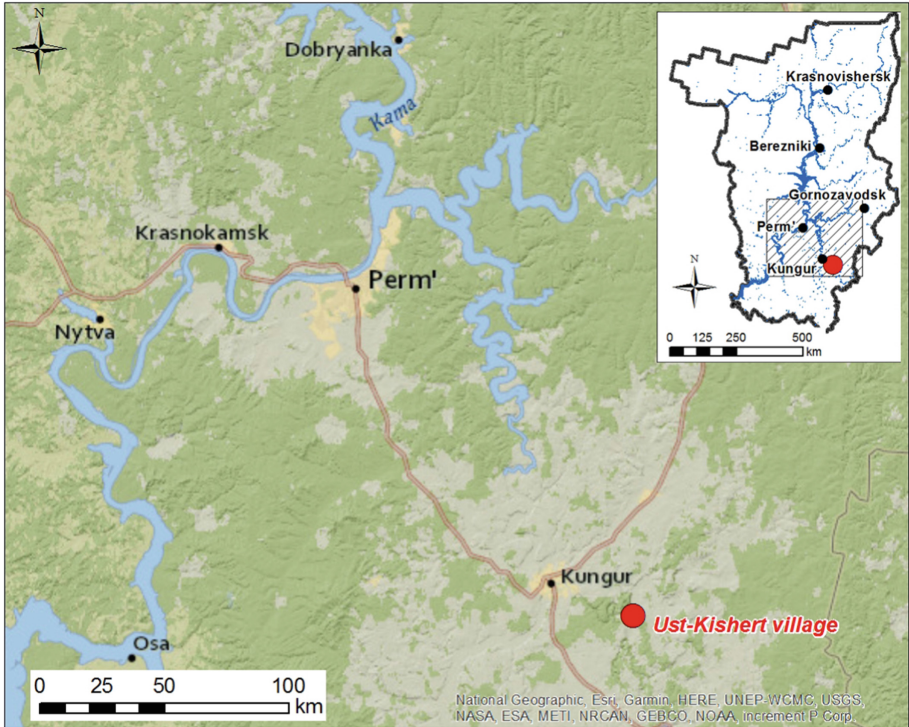 N
Dobryanka
Kama
Krasnokamsk
Perm'
Nytva
Kungur
Ust-Kishert village
Osa
0 25 50 100
km
National Geographic, Esri, Garmin, HERE, UNEP-WCMC, USGS,
NASA, ESA, METI, NRCAN, GEBCO, NOAA, increment P Corp.
Krasnovishersk
Berezniki
Gornozavodsk
Perm'
Kungur
N
0 125 250 500
km